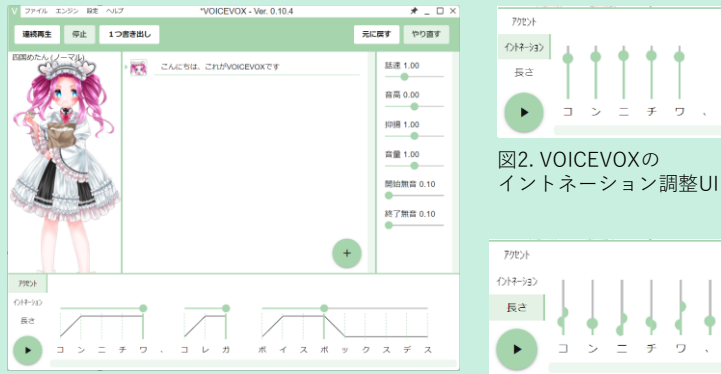 V ファイル エンジン 設定 ヘルプ *VOICEVOX - Ver. 0.10.4
連続再生 停止 1つ書き出し 元に戻す やり直す
四国めたん(ノーマル)
こんにちは、これがVOICEVOXです
話速 1.00
音高 0.00
抑揚 1.00
音量 1.00
開始無音 0.10
終了無音 0.10
+
アクセント
イントネーション
長さ
コ ン ニ チ ワ 、 コ レ ガ ボ イ ス ボ ッ ク ス デ ス
アクセント
イントネーション
長さ
コ ン ニ チ ワ 、
図2. VOICEVOXの
イントネーション調整UI
アクセント
イントネーション
長さ
コ ン ニ チ ワ 、